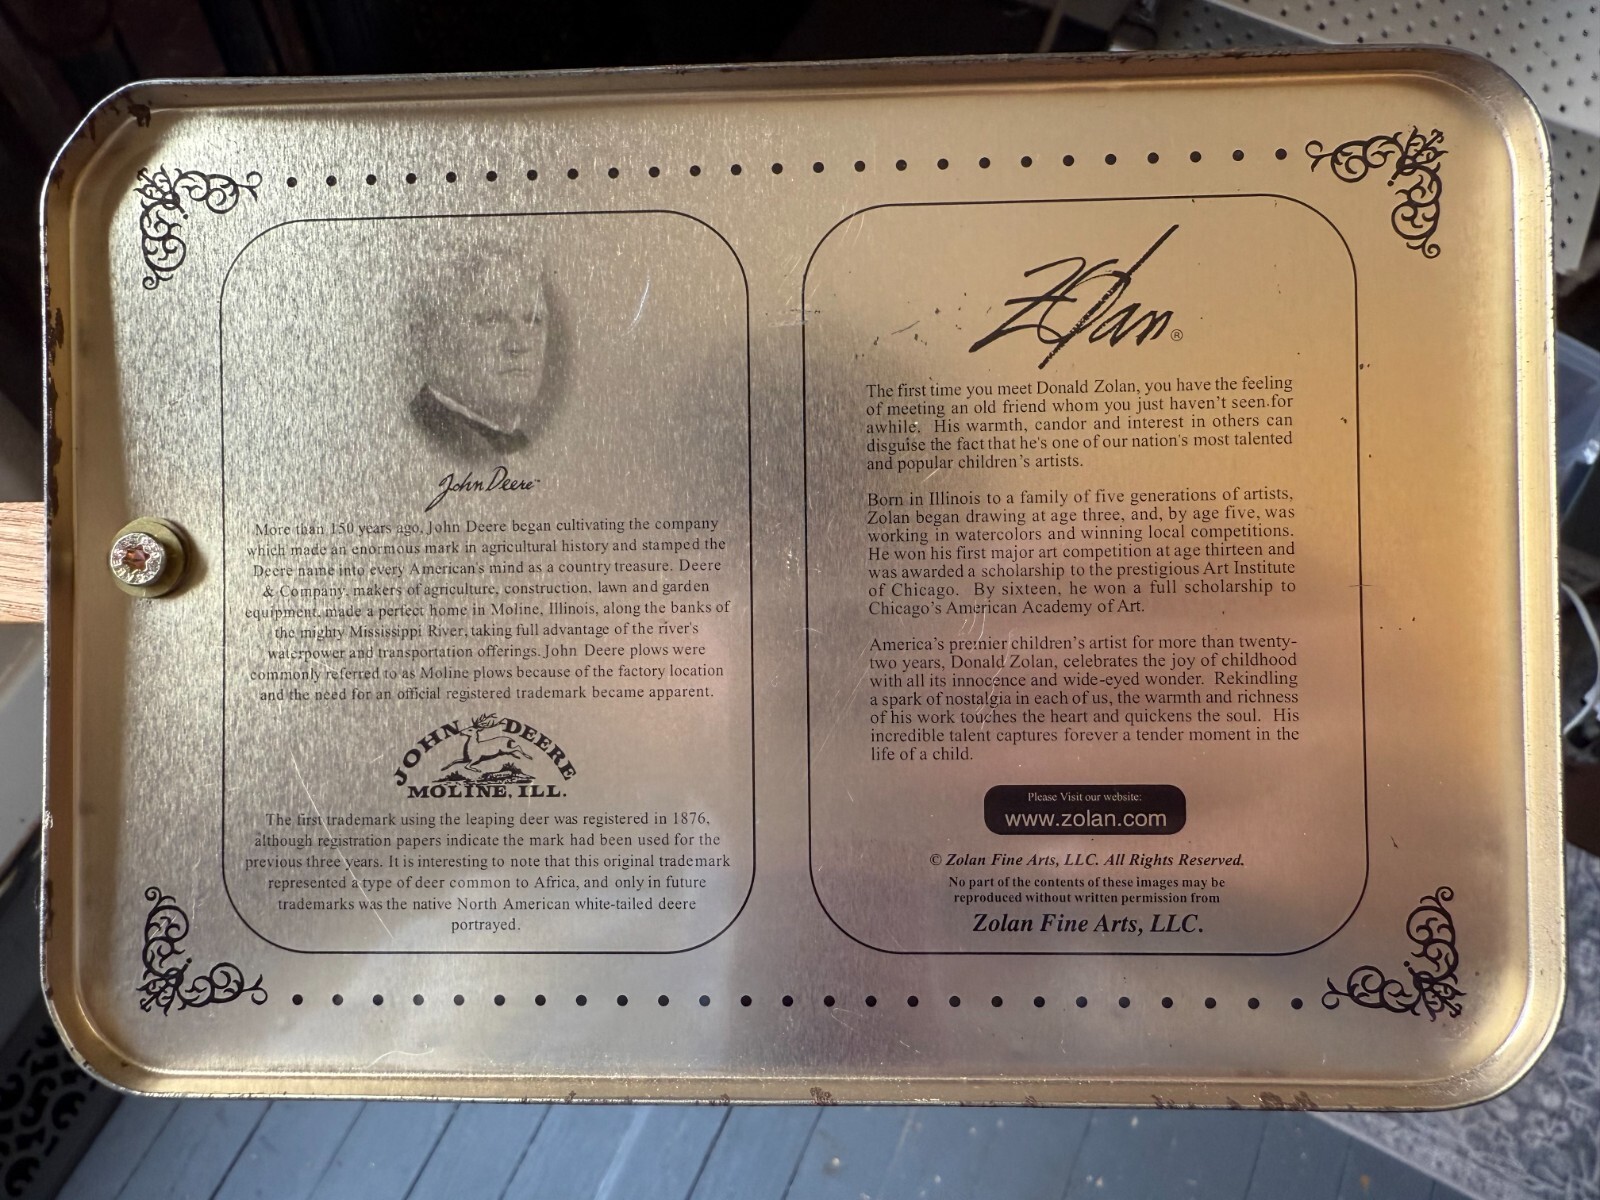 John Deere™
More than 150 years ago, John Deere began cultivating the company
which made an enormous mark in agricultural history and stamped the
Deere name into every American's mind as a country treasure. Deere
& Company, makers of agriculture, construction, lawn and garden
equipment, made a perfect home in Moline, Illinois, along the banks of
the mighty Mississippi River, taking full advantage of the river's
waterpower and transportation offerings. John Deere plows were
commonly referred to as Moline plows because of the factory location
and the need for an official registered trademark became apparent.
JOHN DEERE
MOLINE, ILL.
The first trademark using the leaping deer was registered in 1876,
although registration papers indicate the mark had been used for the
previous three years. It is interesting to note that this original trademark
represented a type of deer common to Africa, and only in future
trademarks was the native North American white-tailed deere
portrayed.
Zolan®
The first time you meet Donald Zolan, you have the feeling
of meeting an old friend whom you just haven't seen for
awhile. His warmth, candor and interest in others can
disguise the fact that he's one of our nation's most talented
and popular children's artists.
Born in Illinois to a family of five generations of artists,
Zolan began drawing at age three, and, by age five, was
working in watercolors and winning local competitions.
He won his first major art competition at age thirteen and
was awarded a scholarship to the prestigious Art Institute
of Chicago. By sixteen, he won a full scholarship to
Chicago's American Academy of Art.
America's premier children's artist for more than twenty-
two years, Donald Zolan, celebrates the joy of childhood
with all its innocence and wide-eyed wonder. Rekindling
a spark of nostalgia in each of us, the warmth and richness
of his work touches the heart and quickens the soul. His
incredible talent captures forever a tender moment in the
life of a child.
Please Visit our website:
www.zolan.com
© Zolan Fine Arts, LLC. All Rights Reserved.
No part of the contents of these images may be
reproduced without written permission from
Zolan Fine Arts, LLC.